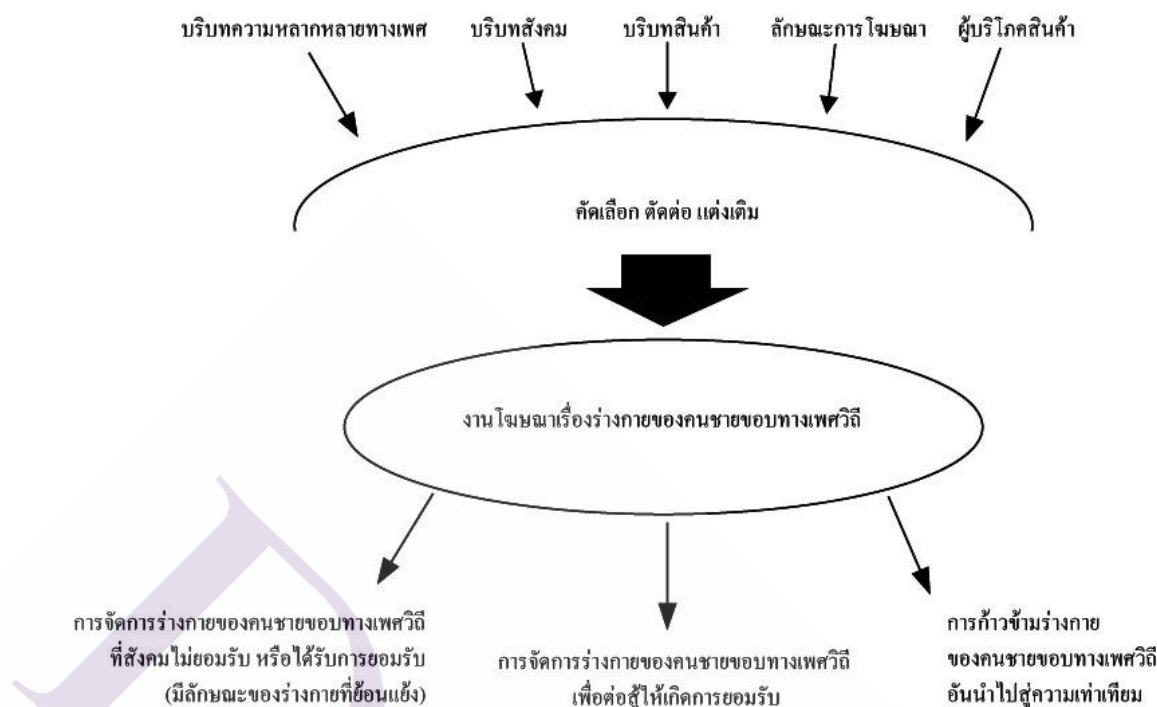 บริบทความหลากหลายทางเพศ บริบทสังคม บริบทสินค้า ลักษณะการโฆษณา ผู้บริโภคสินค้า
คัดเลือก ตัดต่อ แต่งเติม
งานโฆษณาเรื่องร่างกายของคนชายขอบทางเพศวิถี
การจัดการร่างกายของคนชายขอบทางเพศวิถี
ที่สังคมไม่ยอมรับ หรือได้รับการยอมรับ
(มีลักษณะของร่างกายที่ย้อนแย้ง)
การจัดการร่างกายของคนชายขอบทางเพศวิถี
เพื่อต่อสู้ให้เกิดการยอมรับ
การก้าวข้ามร่างกาย
ของคนชายขอบทางเพศวิถี
อันนำไปสู่ความเท่าเทียม